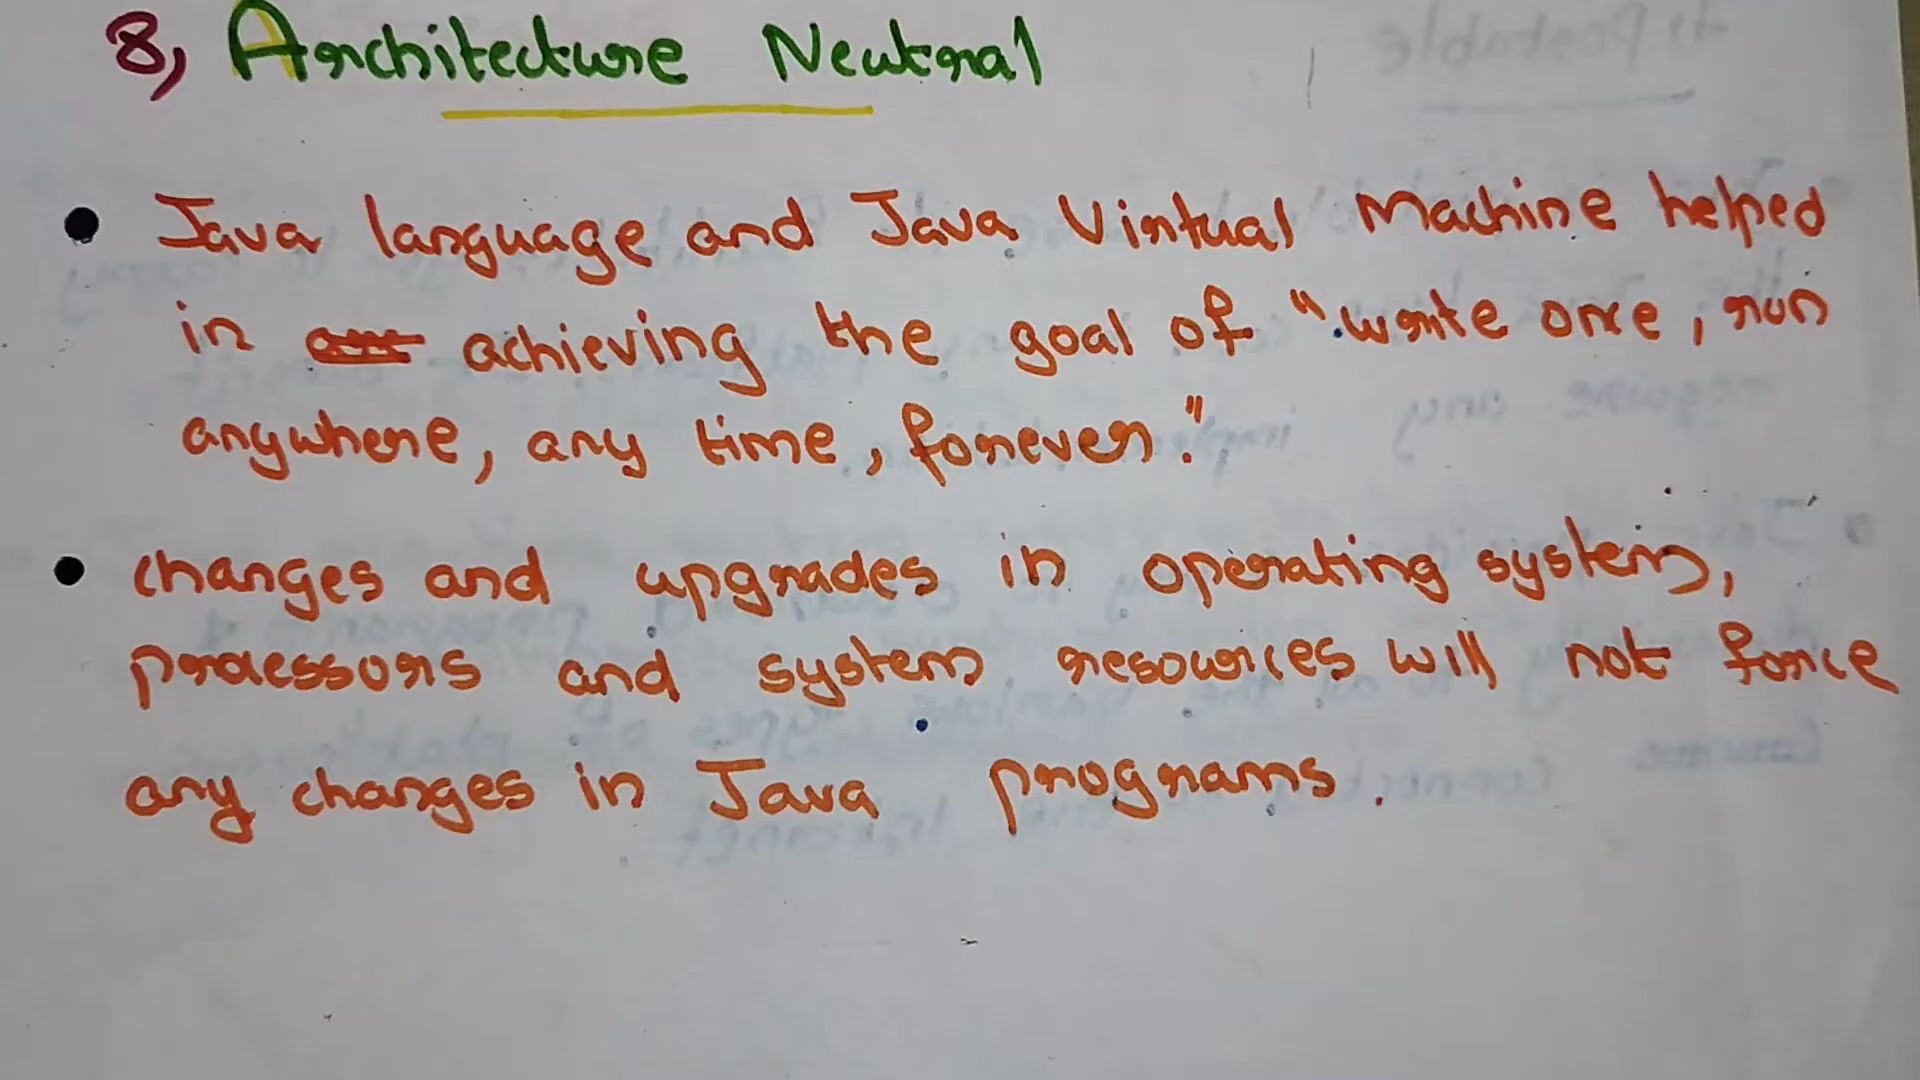 8, Architecture Neutral
• Java language and Java Virtual Machine helped
in achieving the goal of "write once, run
anywhere, any time, forever."
• changes and upgrades in operating system,
processors and system resources will not force
any changes in Java programs.